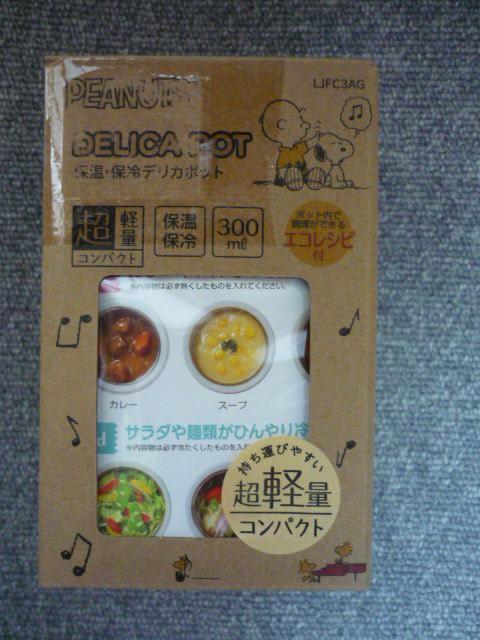 PEANUTS
LJFC3AG
DELICA POT
保温・保冷デリカポット
超軽量
コンパクト
保温
保冷
300
ml
ポット内で
調理ができる
エコレシピ
付
※内容物は必ず熱くしたものを入れてください。
カレー
スープ
サラダや麺類がひんやり冷
※内容物は必ず冷たくしたものを入れ
持ち運びやすい
超軽量
コンパクト